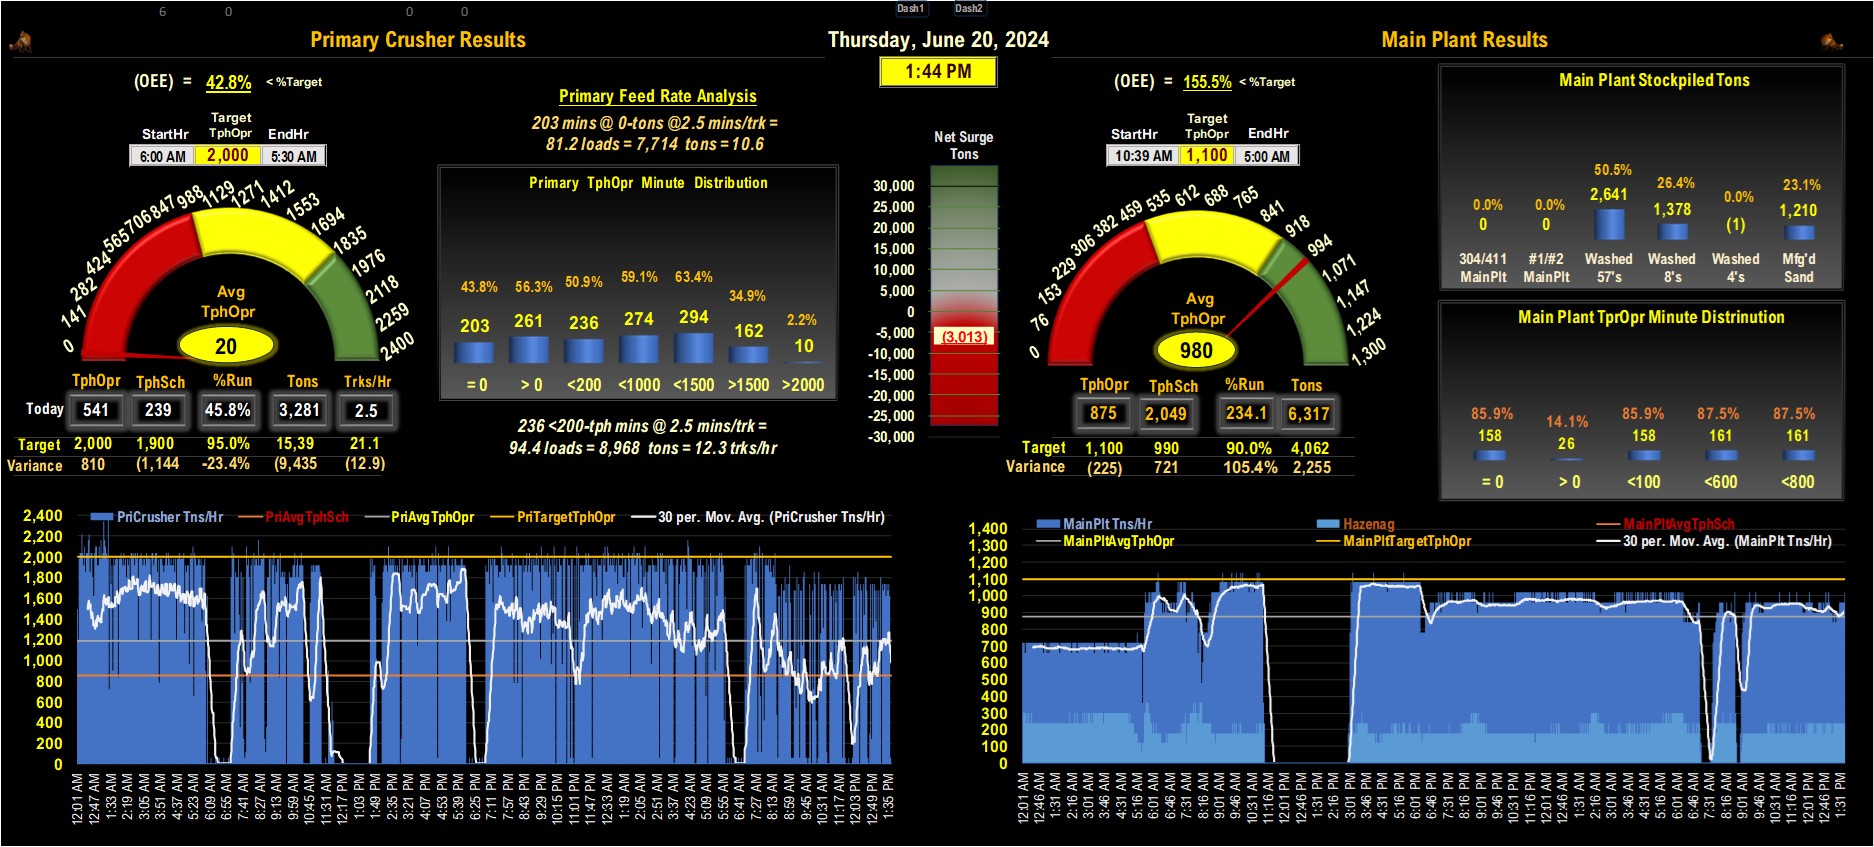 6 0 0 0 Dash1 Dash2
Primary Crusher Results
Thursday, June 20, 2024
Main Plant Results
1:44 PM
(OEE) = 42.8% < %Target
Target
StartHr TphOpr EndHr
6:00 AM 2,000 5:30 AM
0 141 282 424 565 706 847 988 1129 1271 1412 1553 1694 1835 1976 2118 2259 2400
Avg
TphOpr
20
TphOpr TphSch %Run Tons Trks/Hr
Today 541 239 45.8% 3,281 2.5
Target 2,000 1,900 95.0% 15,39 21.1
Variance 810 (1,144 -23.4% (9,435 (12.9)
Primary Feed Rate Analysis
203 mins @ 0-tons @2.5 mins/trk =
81.2 loads = 7,714 tons = 10.6
Primary TphOpr Minute Distribution
43.8% 56.3% 50.9% 59.1% 63.4% 34.9% 2.2%
203 261 236 274 294 162 10
= 0 > 0 <200 <1000 <1500 >1500 >2000
236 <200-tph mins @ 2.5 mins/trk =
94.4 loads = 8,968 tons = 12.3 trks/hr
Net Surge
Tons
30,000
25,000
20,000
15,000
10,000
5,000
0
-5,000
(3,013)
-10,000
-15,000
-20,000
-25,000
-30,000
(OEE) = 155.5% < %Target
Target
StartHr TphOpr EndHr
10:39 AM 1,100 5:00 AM
0 76 153 229 306 382 459 535 612 688 765 841 918 994 1,071 1,147 1,224 1,300
Avg
TphOpr
980
TphOpr TphSch %Run Tons
875 2,049 234.1 6,317
Target 1,100 990 90.0% 4,062
Variance (225) 721 105.4% 2,255
Main Plant Stockpiled Tons
0.0% 0.0% 50.5% 26.4% 0.0% 23.1%
0 0 2,641 1,378 (1) 1,210
304/411 #1/#2 Washed Washed Washed Mfg'd
MainPlt MainPlt 57's 8's 4's Sand
Main Plant TprOpr Minute Distrinution
85.9% 14.1% 85.9% 87.5% 87.5%
158 26 158 161 161
= 0 > 0 <100 <600 <800
PriCrusher Tns/Hr PriAvgTphSch PriAvgTphOpr PriTargetTphOpr 30 per. Mov. Avg. (PriCrusher Tns/Hr)
2,400
2,200
2,000
1,800
1,600
1,400
1,200
1,000
800
600
400
200
0
12:01 AM 12:47 AM 1:33 AM 2:19 AM 3:05 AM 3:51 AM 4:37 AM 5:23 AM 6:09 AM 6:55 AM 7:41 AM 8:27 AM 9:13 AM 9:59 AM 10:45 AM 11:31 AM 12:17 PM 1:03 PM 1:49 PM 2:35 PM 3:21 PM 4:07 PM 4:53 PM 5:39 PM 6:25 PM 7:11 PM 7:57 PM 8:43 PM 9:29 PM 10:15 PM 11:01 PM 11:47 PM 12:33 AM 1:19 AM 2:05 AM 2:51 AM 3:37 AM 4:23 AM 5:09 AM 5:55 AM 6:41 AM 7:27 AM 8:13 AM 8:59 AM 9:45 AM 10:31 AM 11:17 AM 12:03 PM 12:49 PM 1:35 PM
MainPlt Tns/Hr Hazenag MainPltAvgTphSch
MainPltAvgTphOpr MainPltTargetTphOpr 30 per. Mov. Avg. (MainPlt Tns/Hr)
1,400
1,300
1,200
1,100
1,000
900
800
700
600
500
400
300
200
100
0
12:01 AM 12:46 AM 1:31 AM 2:16 AM 3:01 AM 3:46 AM 4:31 AM 5:16 AM 6:01 AM 6:46 AM 7:31 AM 8:16 AM 9:01 AM 9:46 AM 10:31 AM 11:16 AM 12:01 PM 12:46 PM 1:31 PM 2:16 PM 3:01 PM 3:46 PM 4:31 PM 5:16 PM 6:01 PM 6:46 PM 7:31 PM 8:16 PM 9:01 PM 9:46 PM 10:31 PM 11:16 PM 12:01 AM 12:46 AM 1:31 AM 2:16 AM 3:01 AM 3:46 AM 4:31 AM 5:16 AM 6:01 AM 6:46 AM 7:31 AM 8:16 AM 9:01 AM 9:46 AM 10:31 AM 11:16 AM 12:01 PM 12:46 PM 1:31 PM